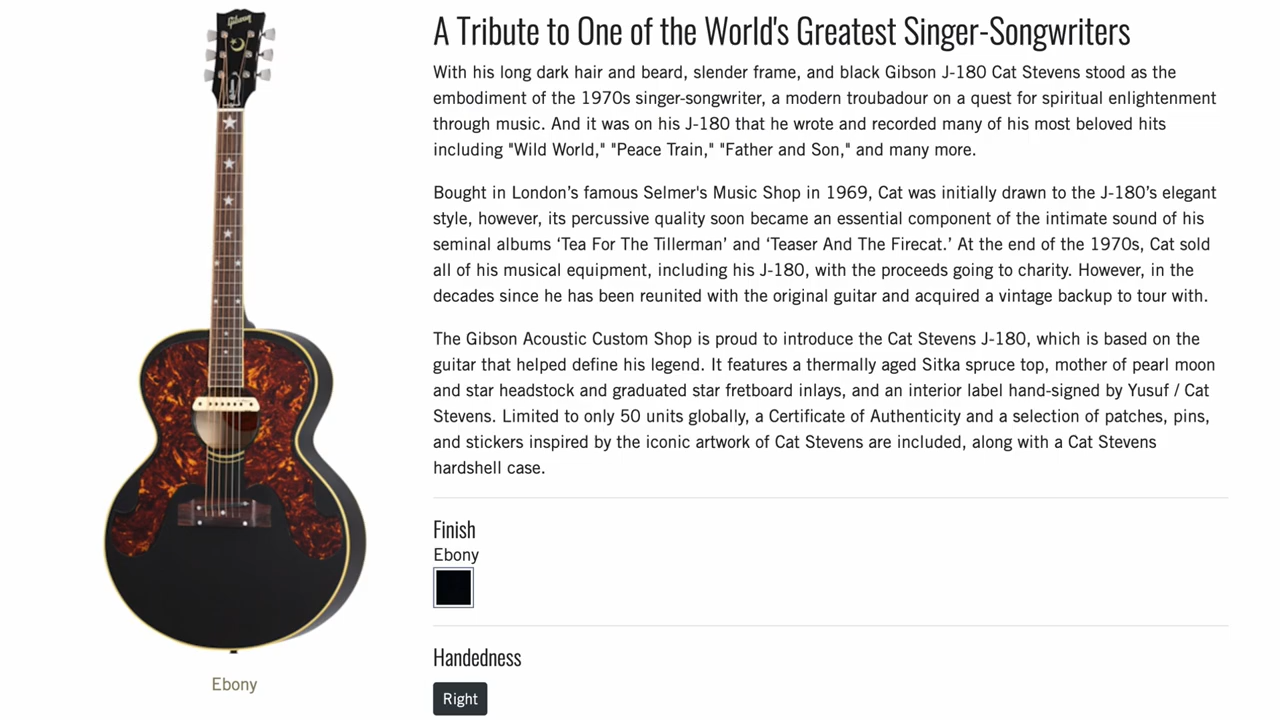 Gibson
A Tribute to One of the World's Greatest Singer-Songwriters
With his long dark hair and beard, slender frame, and black Gibson J-180 Cat Stevens stood as the
embodiment of the 1970s singer-songwriter, a modern troubadour on a quest for spiritual enlightenment
through music. And it was on his J-180 that he wrote and recorded many of his most beloved hits
including "Wild World," "Peace Train," "Father and Son," and many more.
Bought in London’s famous Selmer's Music Shop in 1969, Cat was initially drawn to the J-180’s elegant
style, however, its percussive quality soon became an essential component of the intimate sound of his
seminal albums ‘Tea For The Tillerman’ and ‘Teaser And The Firecat.’ At the end of the 1970s, Cat sold
all of his musical equipment, including his J-180, with the proceeds going to charity. However, in the
decades since he has been reunited with the original guitar and acquired a vintage backup to tour with.
The Gibson Acoustic Custom Shop is proud to introduce the Cat Stevens J-180, which is based on the
guitar that helped define his legend. It features a thermally aged Sitka spruce top, mother of pearl moon
and star headstock and graduated star fretboard inlays, and an interior label hand-signed by Yusuf / Cat
Stevens. Limited to only 50 units globally, a Certificate of Authenticity and a selection of patches, pins,
and stickers inspired by the iconic artwork of Cat Stevens are included, along with a Cat Stevens
hardshell case.
Finish
Ebony
Handedness
Right
Ebony